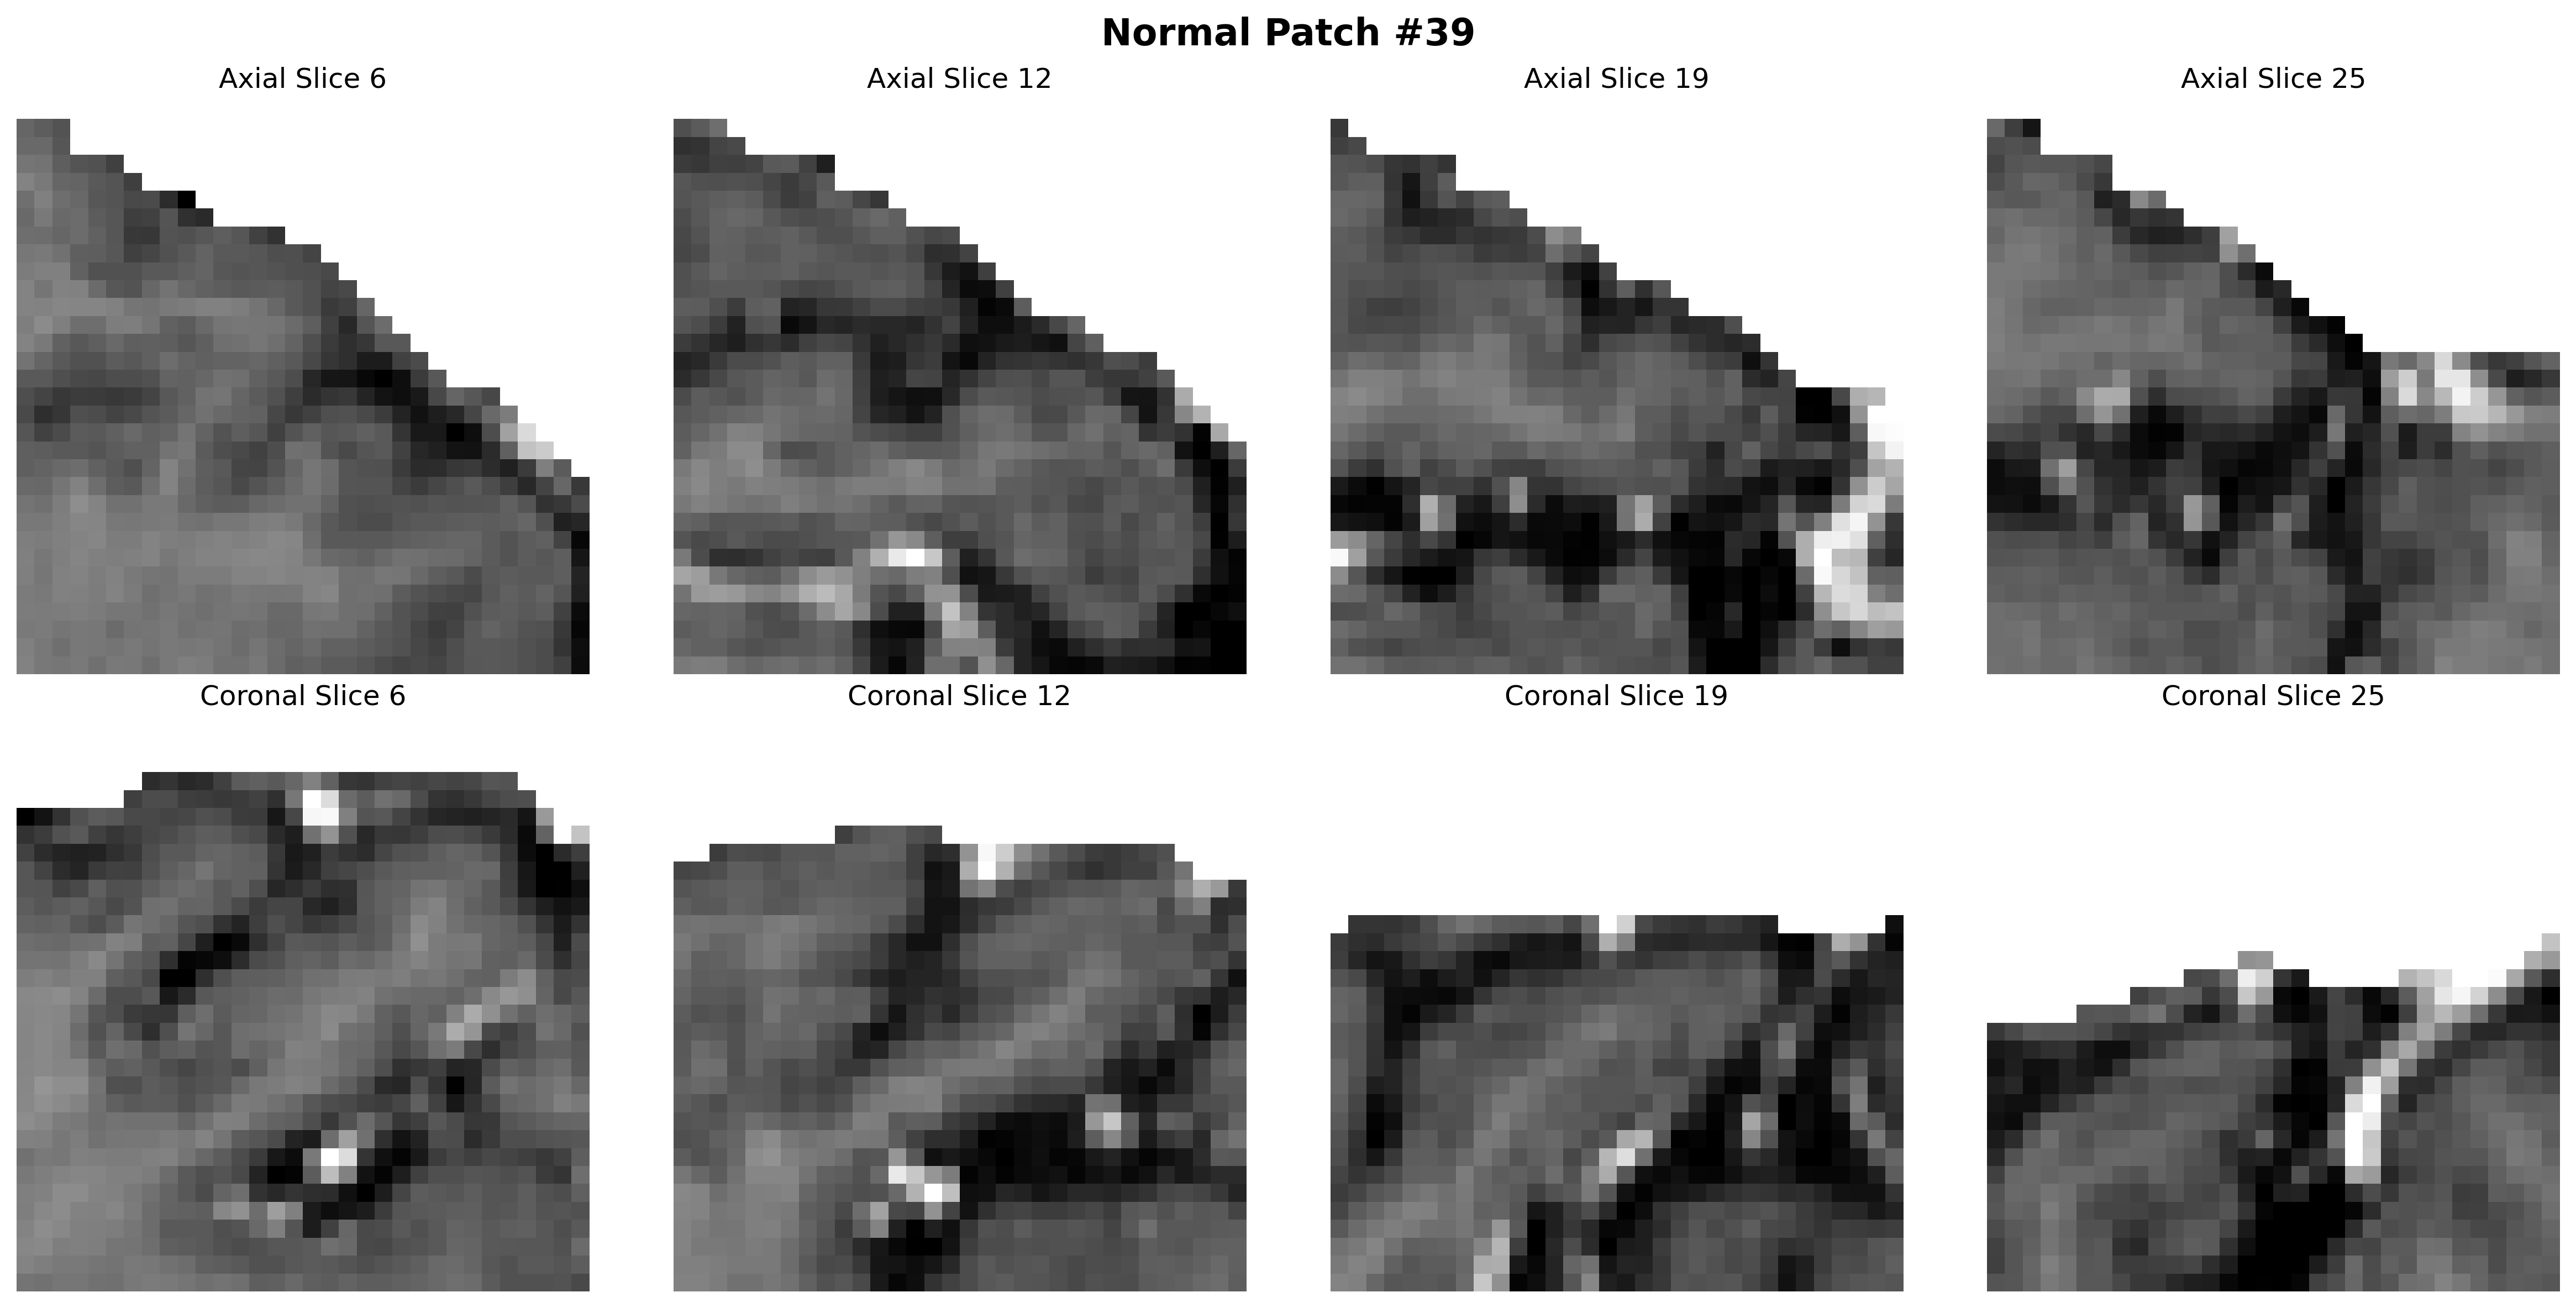 Normal Patch #39
Axial Slice 6
Axial Slice 12
Axial Slice 19
Axial Slice 25
Coronal Slice 6
Coronal Slice 12
Coronal Slice 19
Coronal Slice 25